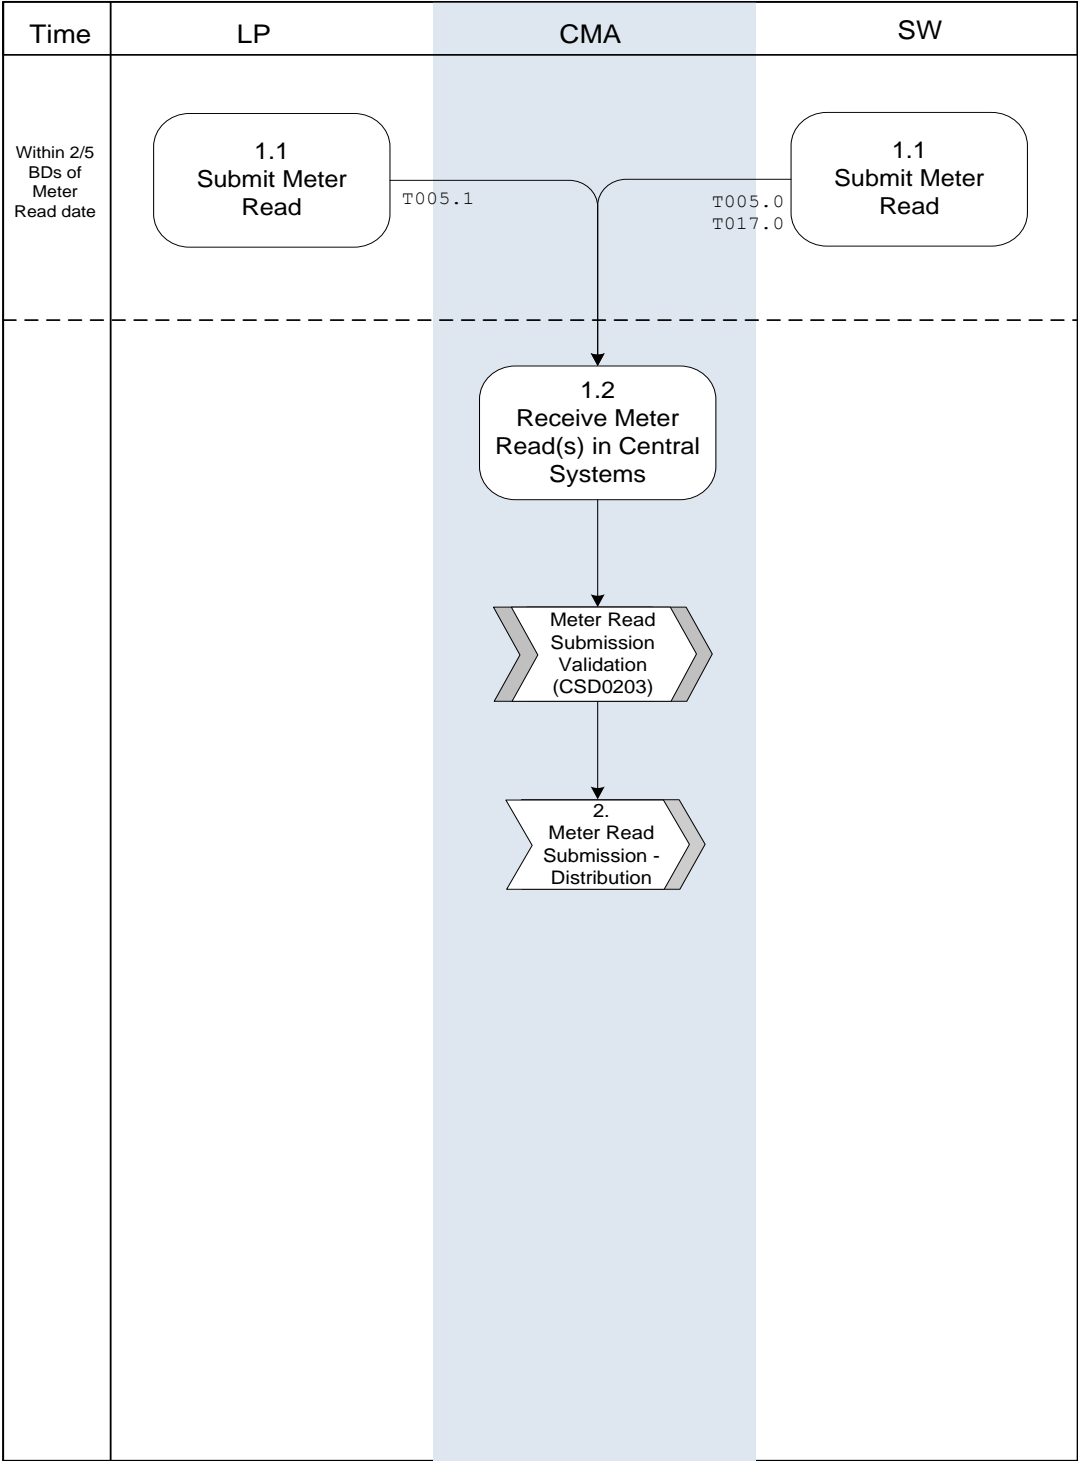 Time
LP
CMA
SW
Within 2/5
BDs of
Meter
Read date
1.1
Submit Meter
Read
T005.1
T005.0
T017.0
1.1
Submit Meter
Read
1.2
Receive Meter
Read(s) in Central
Systems
Meter Read
Submission
Validation
(CSD0203)
2.
Meter Read
Submission -
Distribution